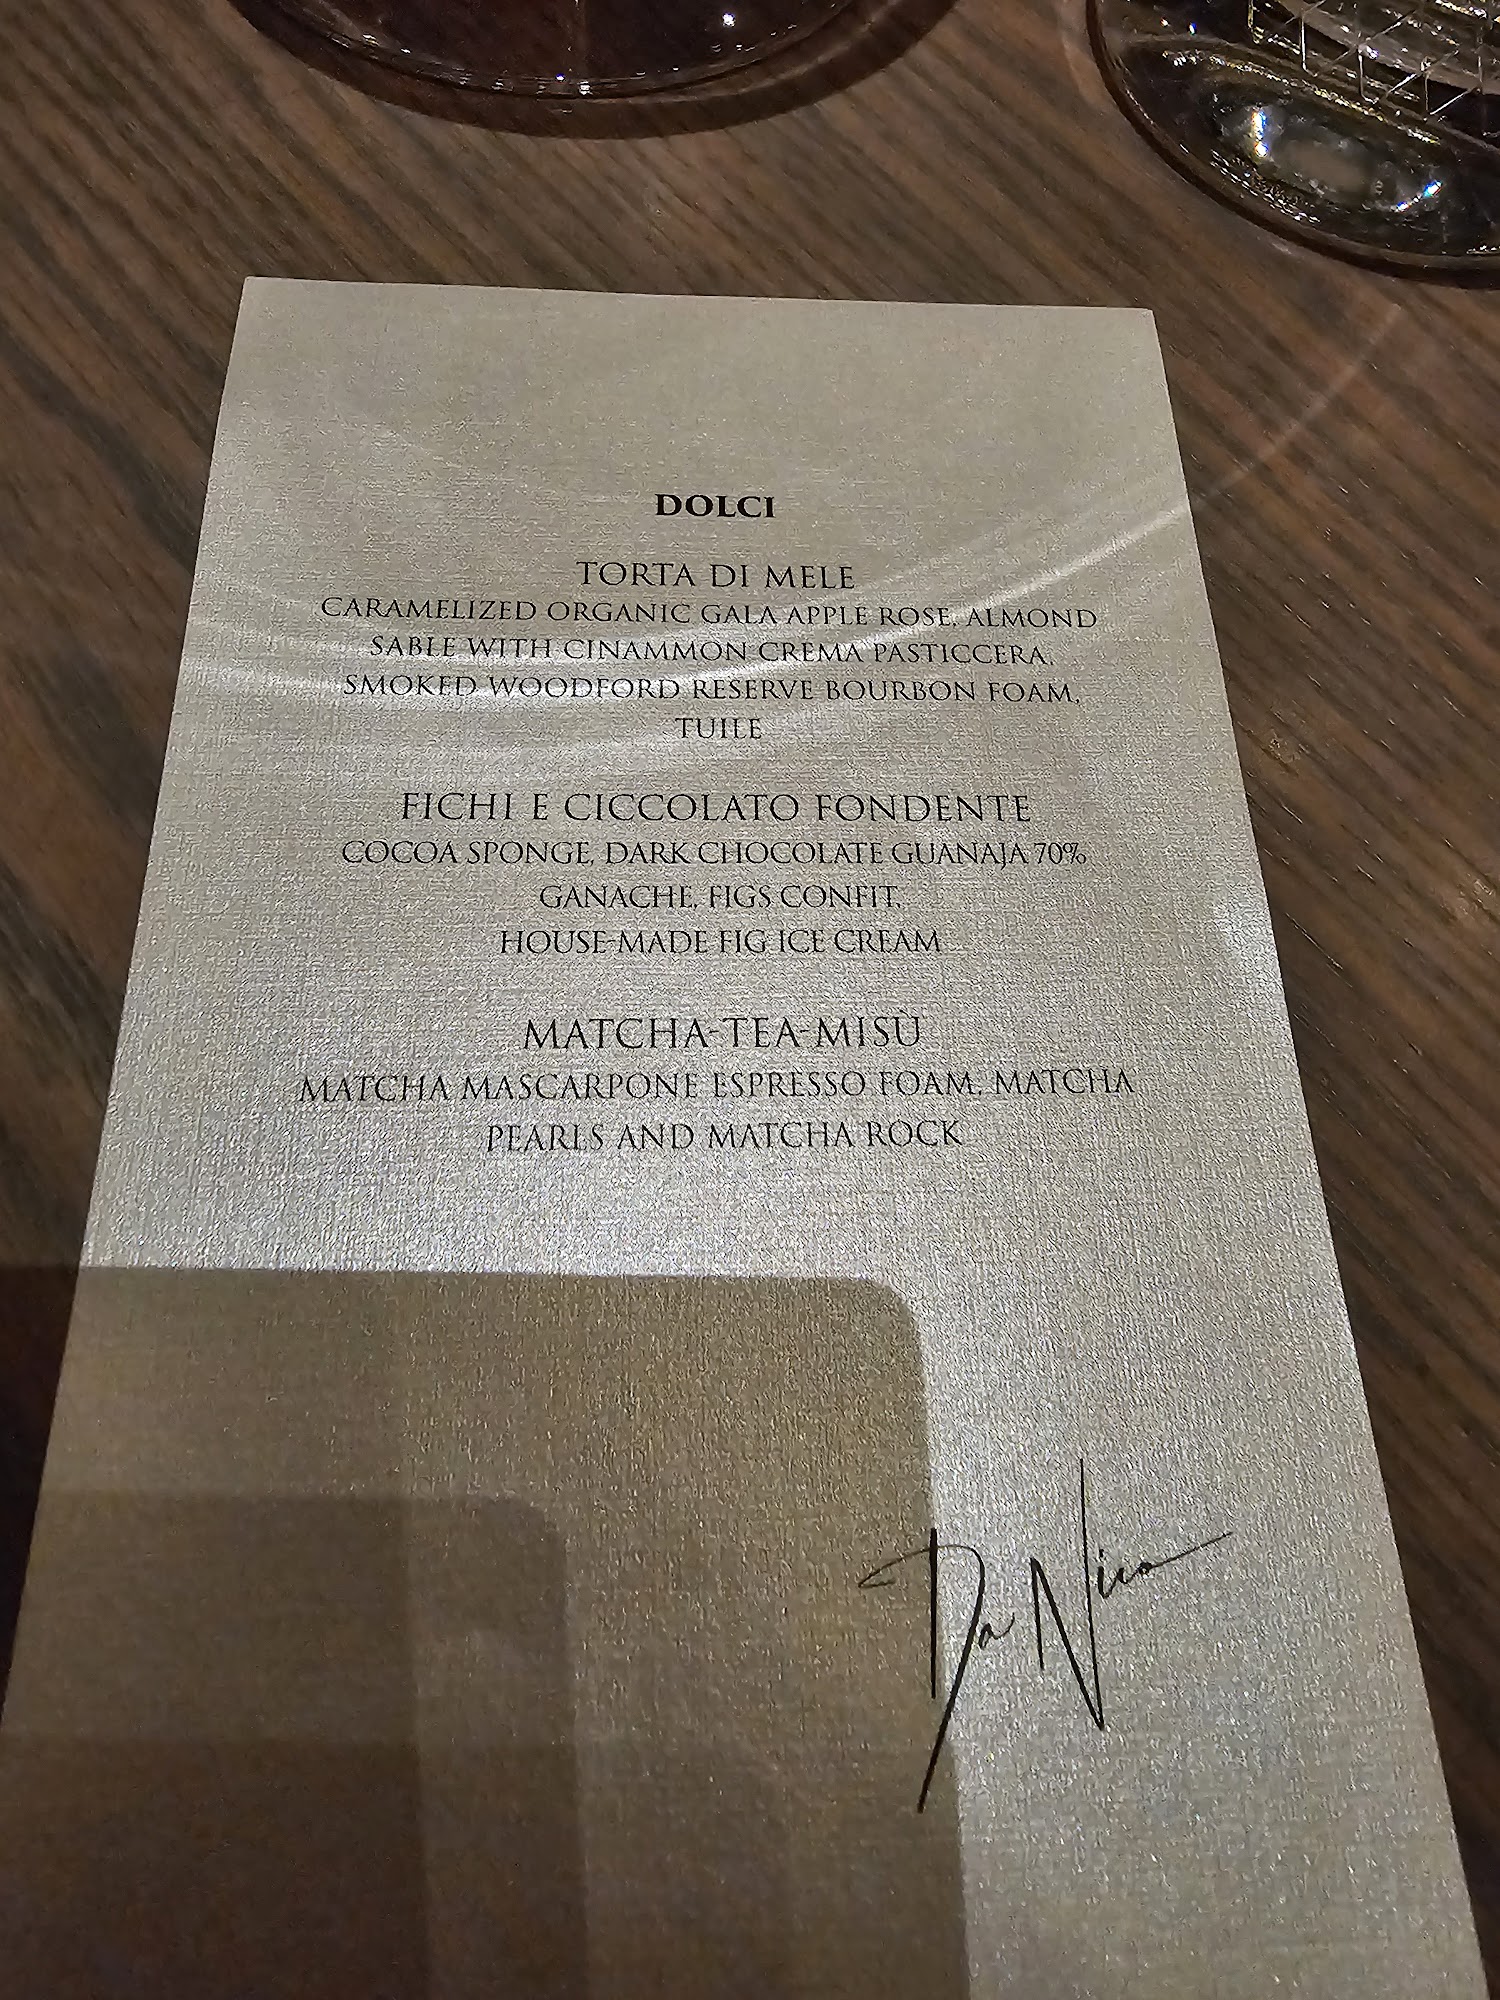 DOLCI
TORTA DI MELE
CARAMELIZED ORGANIC GALA APPLE ROSE, ALMOND
SABLE WITH CINAMMON CREMA PASTICCERA,
SMOKED WOODFORD RESERVE BOURBON FOAM,
TUILE
FICHI E CICCOLATO FONDENTE
COCOA SPONGE, DARK CHOCOLATE GUANAJA 70%
GANACHE, FIGS CONFIT,
HOUSE-MADE FIG ICE CREAM
MATCHA-TEA-MISÙ
MATCHA MASCARPONE ESPRESSO FOAM, MATCHA
PEARLS AND MATCHA ROCK
Da Nico